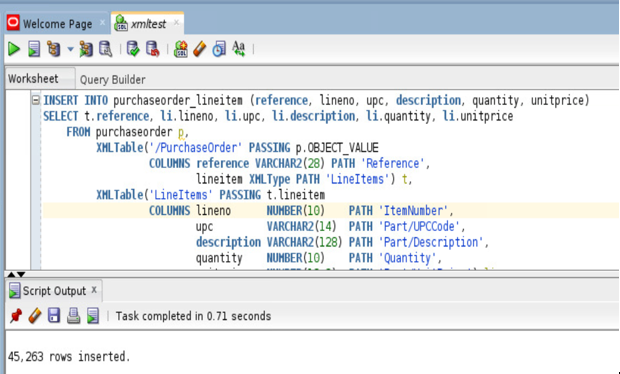 Welcome Page
xmltest
Worksheet Query Builder
INSERT INTO purchaseorder_lineitem (reference, lineno, upc, description, quantity, unitprice)
SELECT t.reference, li.lineno, li.upc, li.description, li.quantity, li.unitprice
FROM purchaseorder p,
XMLTable('/PurchaseOrder' PASSING p.OBJECT_VALUE
COLUMNS reference VARCHAR2(28) PATH 'Reference',
lineitem XMLType PATH 'LineItems') t,
XMLTable('LineItems' PASSING t.lineitem
COLUMNS lineno NUMBER(10) PATH 'ItemNumber',
upc VARCHAR2(14) PATH 'Part/UPCCode',
description VARCHAR2(128) PATH 'Part/Description',
quantity NUMBER(10) PATH 'Quantity',
Script Output X
Task completed in 0.71 seconds
45,263 rows inserted.